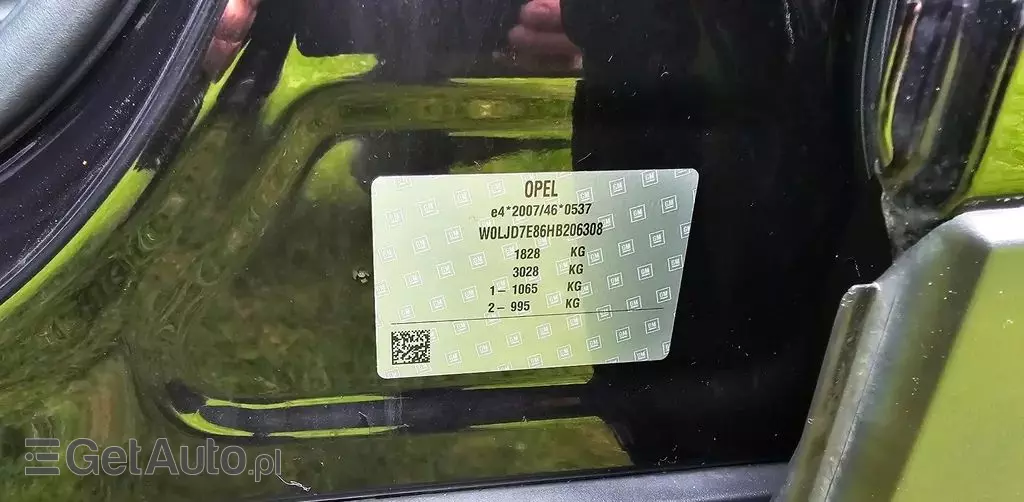 OPEL
e4*2007/46*0537
W0LJD7E86HB206308
1828 KG
3028 KG
1– 1065 KG
2– 995 KG
GetAuto.pl